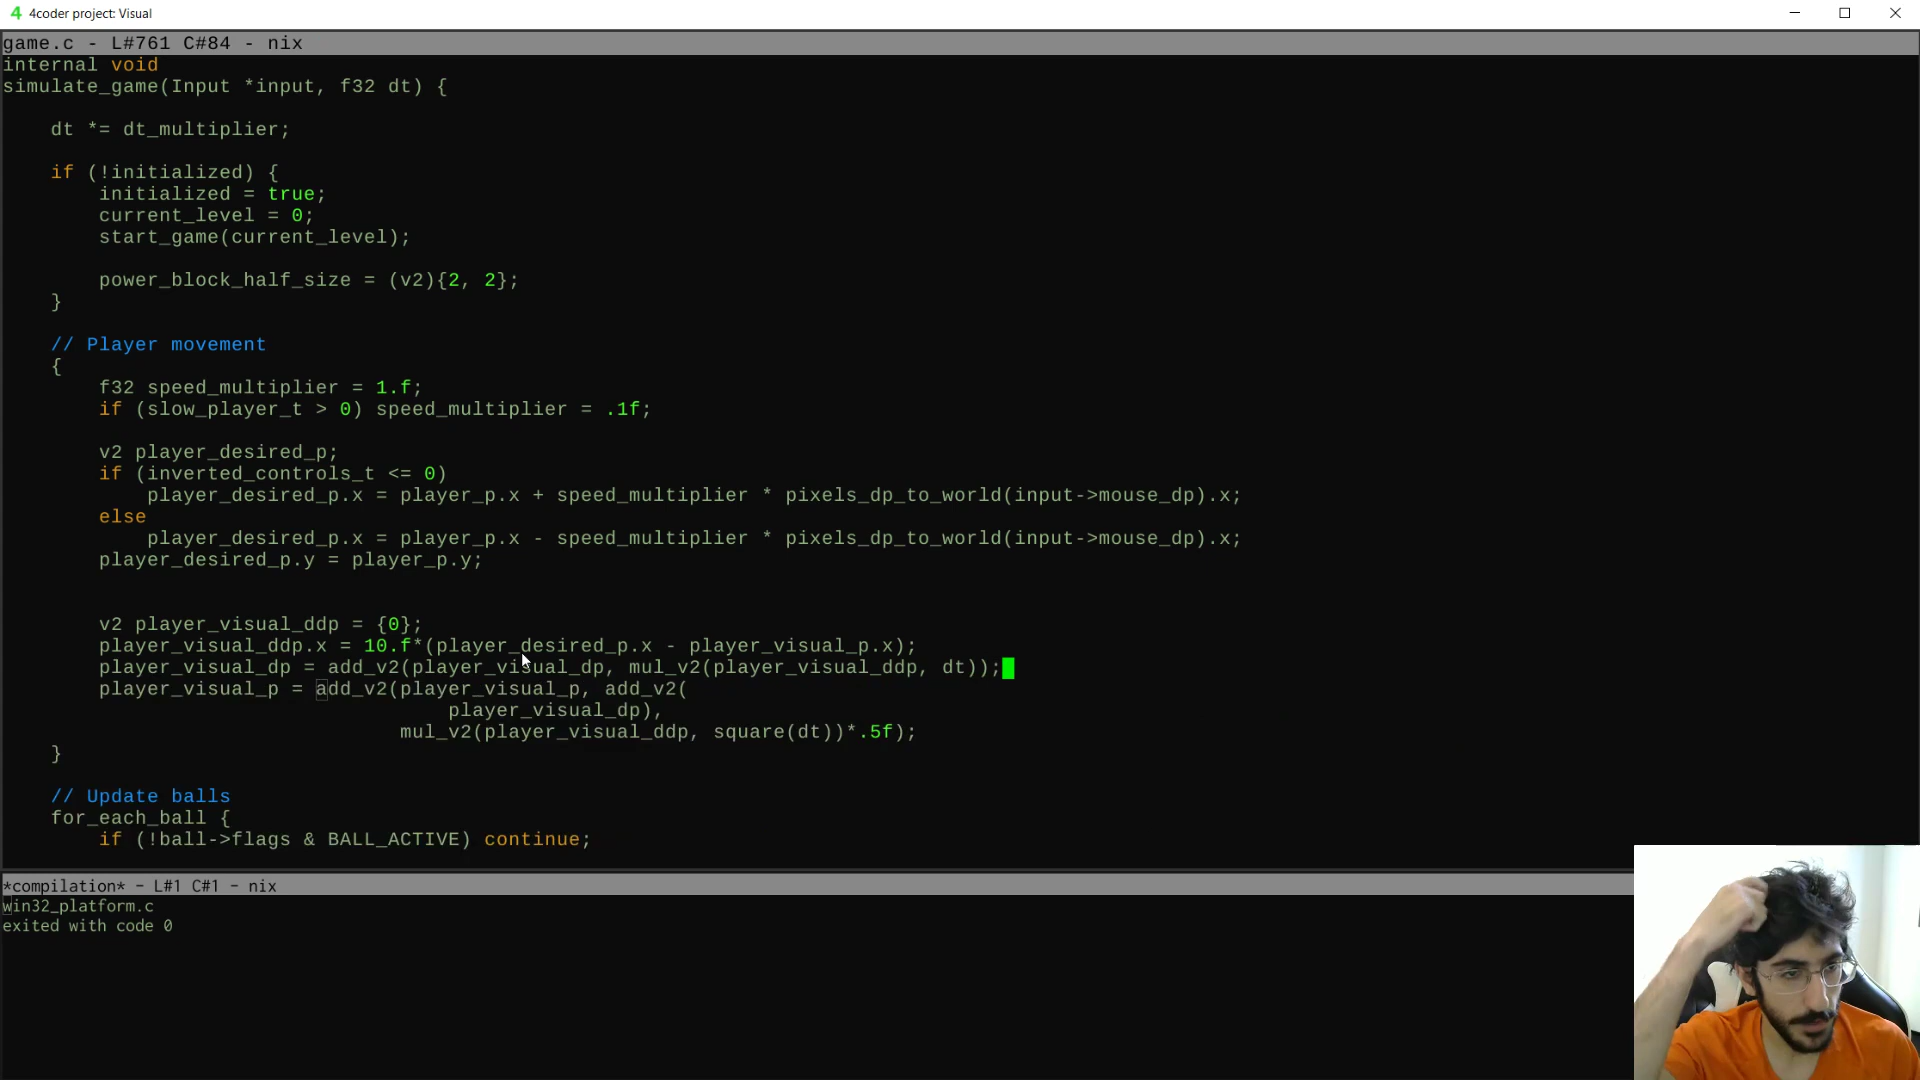 4 4coder project: Visual
game.c - L#761 C#84 - nix
internal void
simulate_game(Input *input, f32 dt) {
dt *= dt_multiplier;
if (!initialized) {
initialized = true;
current_level = 0;
start_game(current_level);
power_block_half_size = (v2){2, 2};
}
// Player movement
{
f32 speed_multiplier = 1.f;
if (slow_player_t > 0) speed_multiplier = .1f;
v2 player_desired_p;
if (inverted_controls_t <= 0)
player_desired_p.x = player_p.x + speed_multiplier * pixels_dp_to_world(input->mouse_dp).x;
else
player_desired_p.x = player_p.x - speed_multiplier * pixels_dp_to_world(input->mouse_dp).x;
player_desired_p.y = player_p.y;
v2 player_visual_ddp = {0};
player_visual_ddp.x = 10.f*(player_desired_p.x - player_visual_p.x);
player_visual_dp = add_v2(player_visual_dp, mul_v2(player_visual_ddp, dt));
player_visual_p = add_v2(player_visual_p, add_v2(
player_visual_dp),
mul_v2(player_visual_ddp, square(dt))*.5f);
}
// Update balls
for_each_ball {
if (!ball->flags & BALL_ACTIVE) continue;
*compilation* - L#1 C#1 - nix
win32_platform.c
exited with code 0